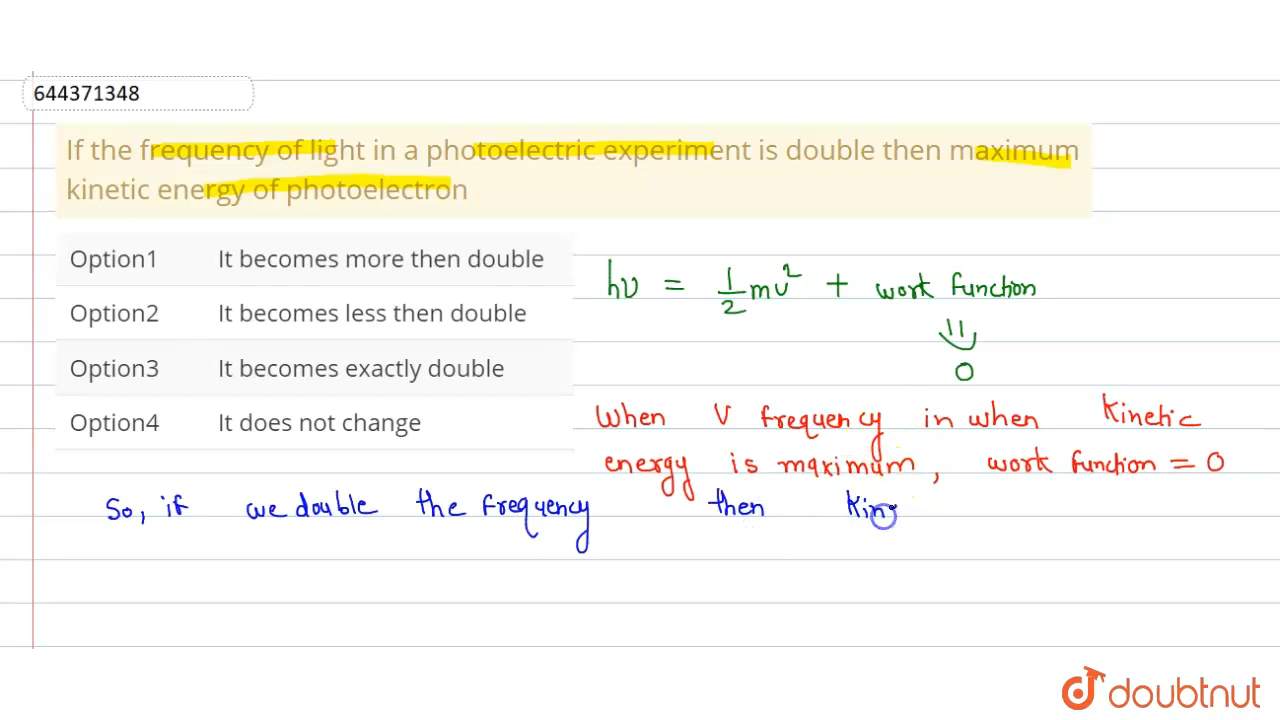 644371348
If the frequency of light in a photoelectric experiment is double then maximum
kinetic energy of photoelectron
Option1 It becomes more then double
Option2 It becomes less then double
Option3 It becomes exactly double
Option4 It does not change
hυ = 1/2 mv² + work function
=
0
When ν frequency in when Kinetic
energy is maximum, work function = 0
So, if we double the frequency then Kin
doubtnut